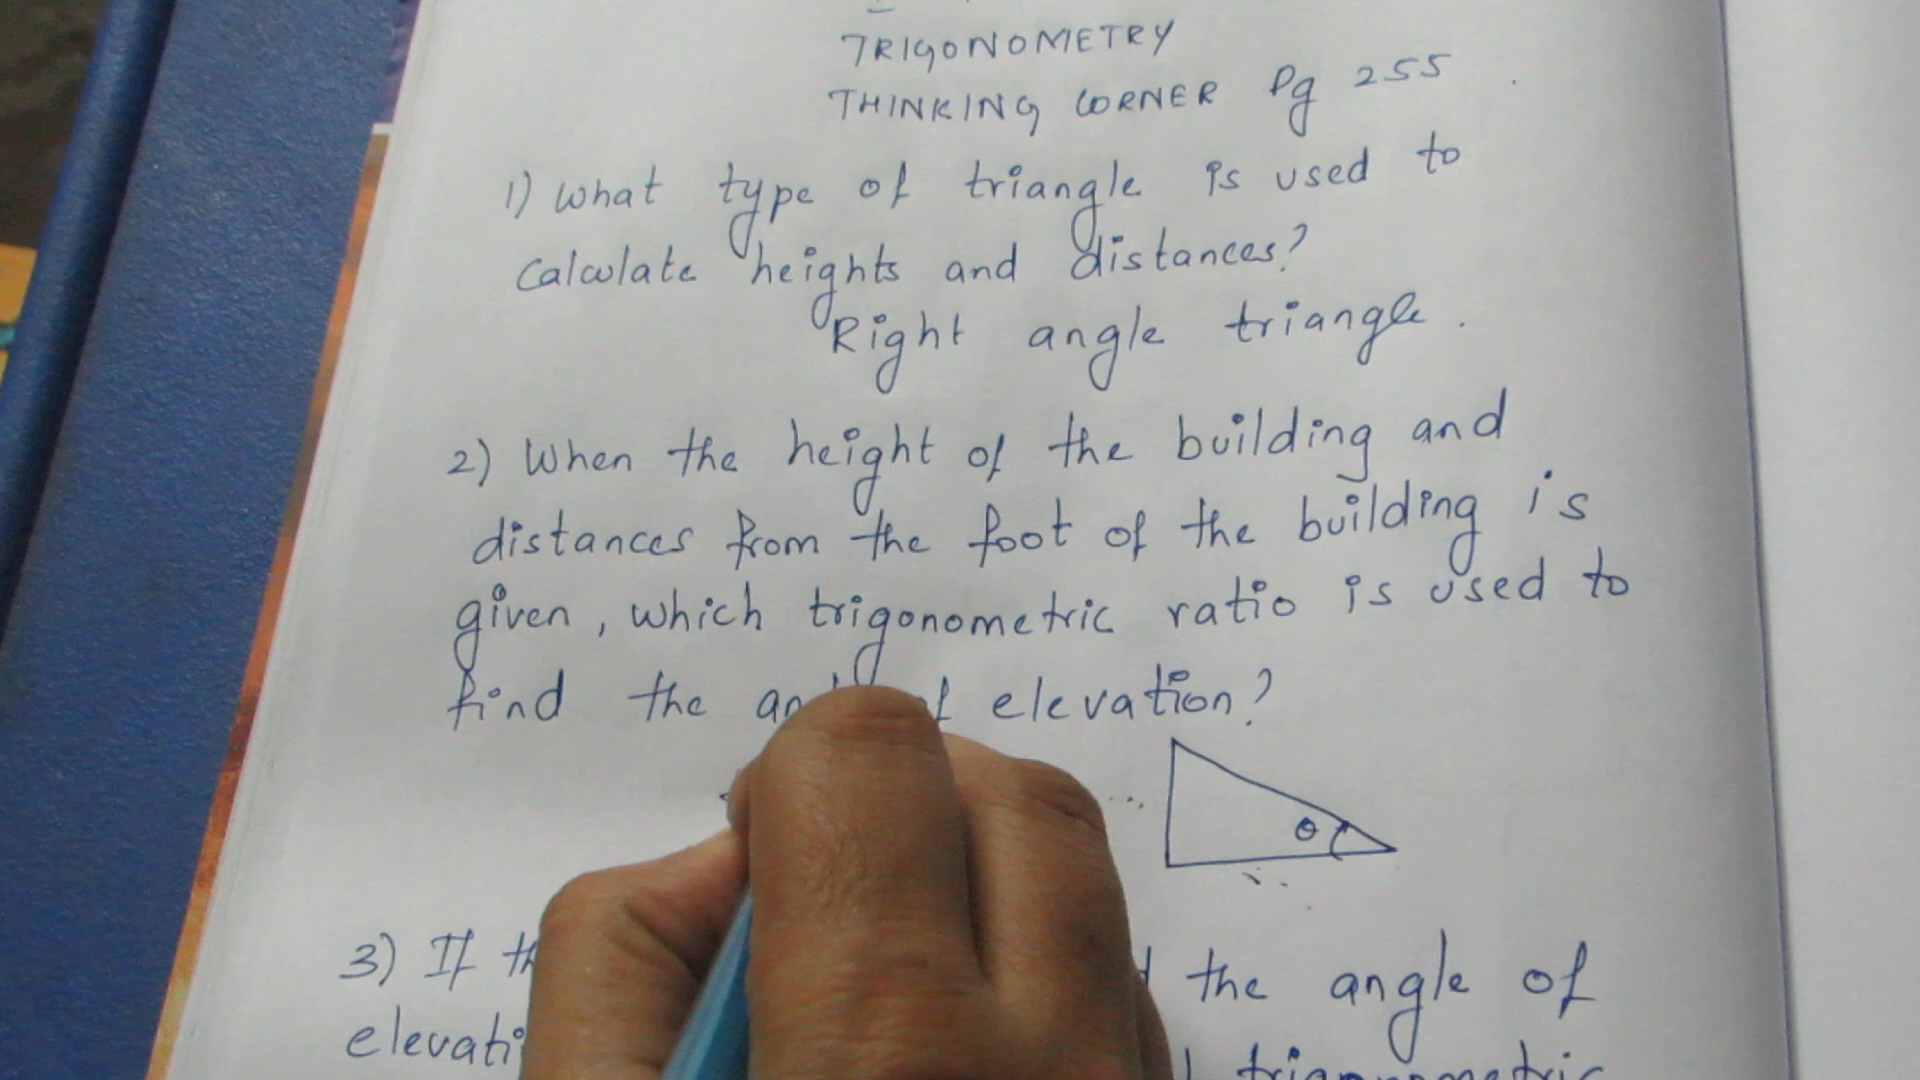 TRIGONOMETRY
THINKING CORNER Pg 255
1) What type of triangle is used to
Calculate heights and distances?
Right angle triangle.
2) When the height of the building and
distances from the foot of the building is
given, which trigonometric ratio is used to
find the of elevation?
θ
3) If the angle of